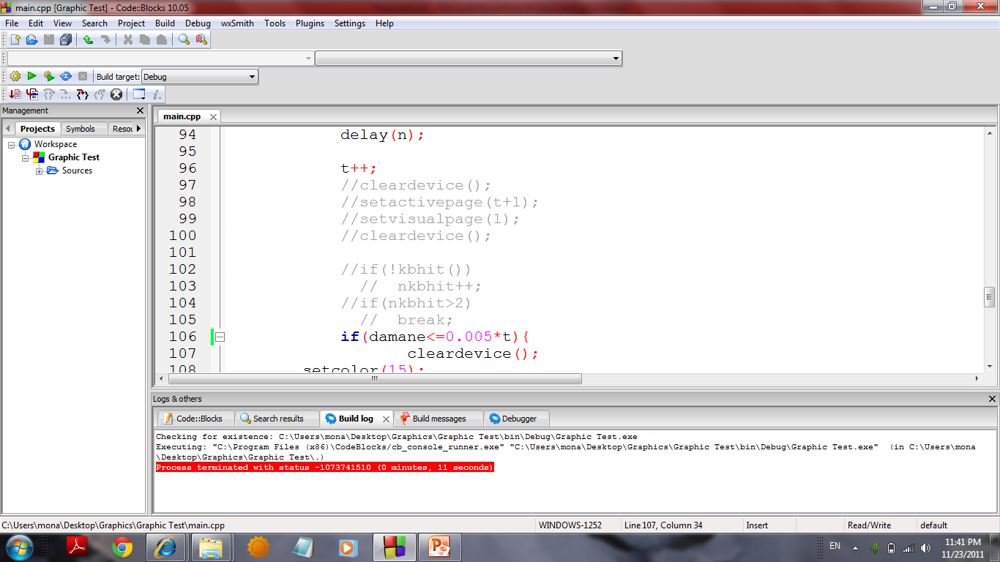 main.cpp [Graphic Test] - Code::Blocks 10.05
File Edit View Search Project Build Debug wxSmith Tools Plugins Settings Help
Build target: Debug
Management
main.cpp
Projects Symbols Resou
Workspace
Graphic Test
Sources
94 delay(n);
95
96 t++;
97 //cleardevice();
98 //setactivepage(t+1);
99 //setvisualpage(1);
100 //cleardevice();
101
102 //if(!kbhit())
103 // nkbhit++;
104 //if(nkbhit>2)
105 // break;
106 if(damane<=0.005*t){
107 cleardevice();
108 setcolor(15);
Logs & others
Code::Blocks Search results Build log Build messages Debugger
Checking for existence: C:\Users\mona\Desktop\Graphics\Graphic Test\bin\Debug\Graphic Test.exe
Executing: "C:\Program Files (x86)\CodeBlocks/cb_console_runner.exe" "C:\Users\mona\Desktop\Graphics\Graphic Test\bin\Debug\Graphic Test.exe"  (in C:\Users\mona
\Desktop\Graphics\Graphic Test\.)
Process terminated with status -1073741510 (0 minutes, 11 seconds)
C:\Users\mona\Desktop\Graphics\Graphic Test\main.cpp WINDOWS-1252 Line 107, Column 34 Insert Read/Write default
EN 11:41 PM
11/23/2011